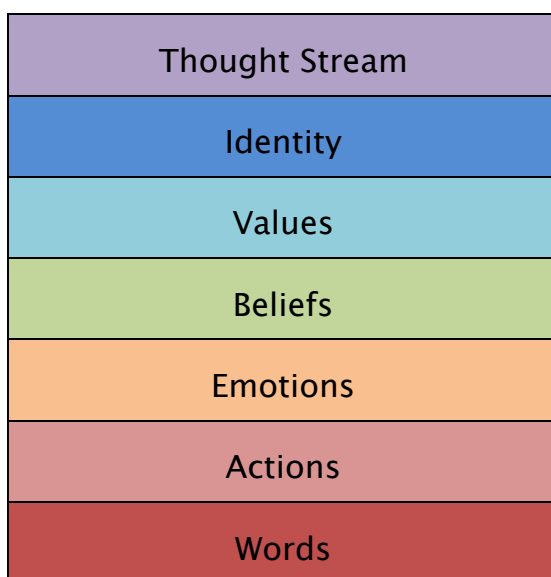 Thought Stream
Identity
Values
Beliefs
Emotions
Actions
Words